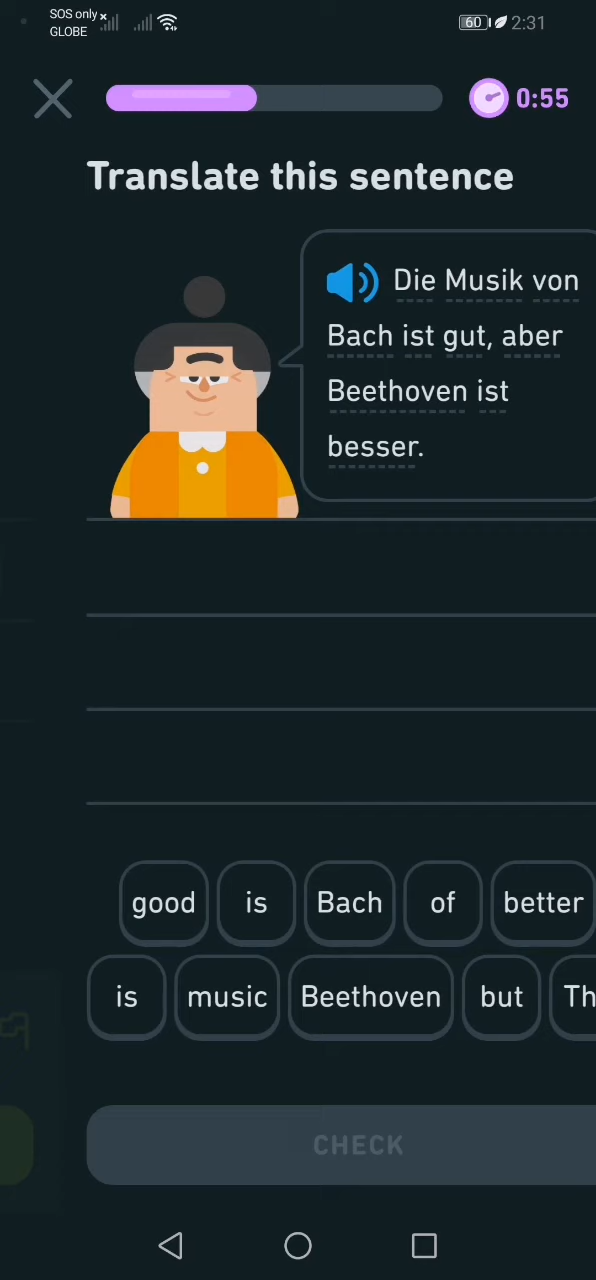 SOS only
GLOBE
60
2:31
0:55
Translate this sentence
Die Musik von
Bach ist gut, aber
Beethoven ist
besser.
good is Bach of better
is music Beethoven but Th
CHECK